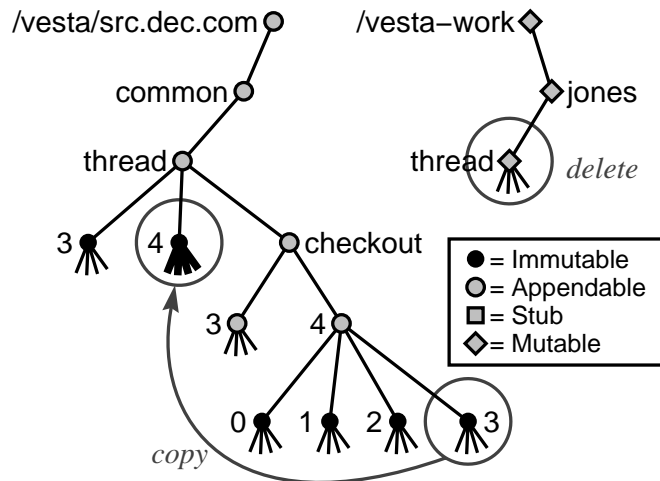 /vesta/src.dec.com
/vesta-work
common
jones
thread
thread
delete
3
4
checkout
= Immutable
= Appendable
= Stub
= Mutable
3
4
0
1
2
3
copy